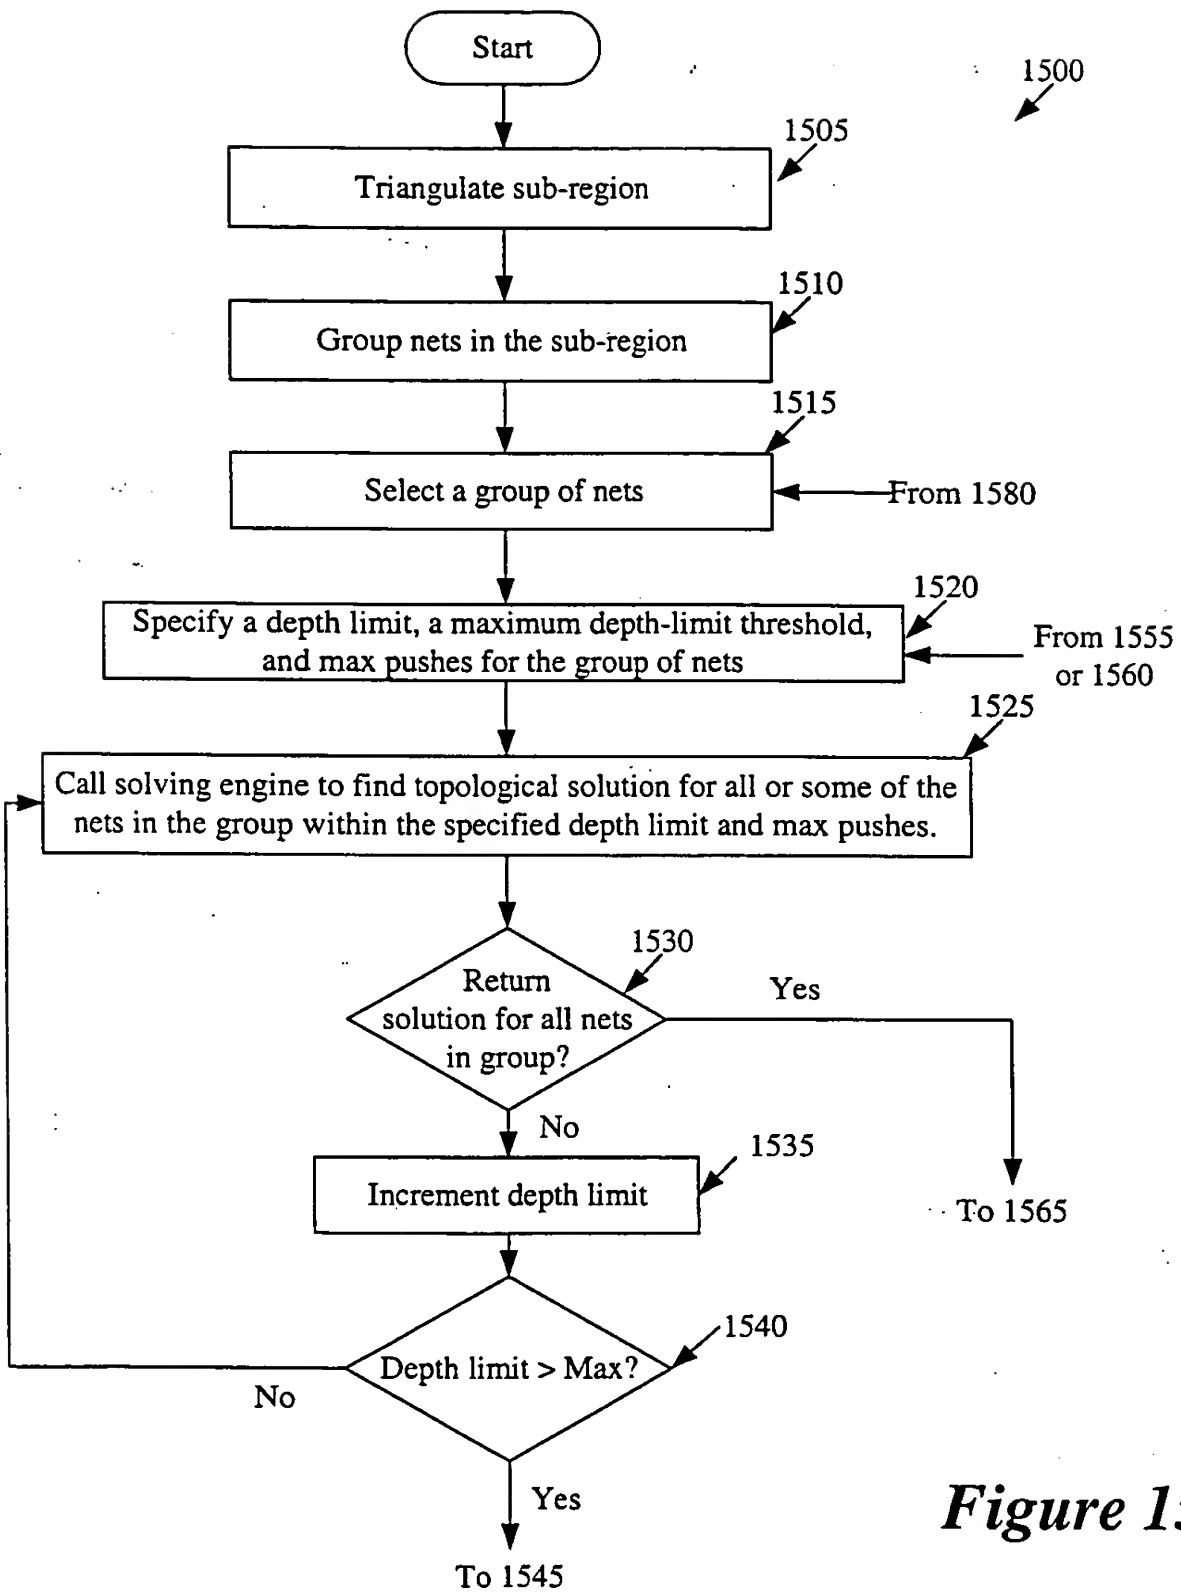 Start
1500
1505
Triangulate sub-region
1510
Group nets in the sub-region
1515
Select a group of nets
From 1580
1520
Specify a depth limit, a maximum depth-limit threshold,
and max pushes for the group of nets
From 1555
or 1560
1525
Call solving engine to find topological solution for all or some of the
nets in the group within the specified depth limit and max pushes.
1530
Return
solution for all nets
in group?
Yes
No
1535
Increment depth limit
To 1565
1540
Depth limit > Max?
No
Yes
To 1545
Figure